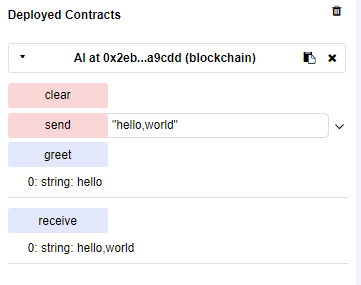 Deployed Contracts
AI at 0x2eb...a9cdd (blockchain)
clear
send "hello,world"
greet
0: string: hello
receive
0: string: hello,world